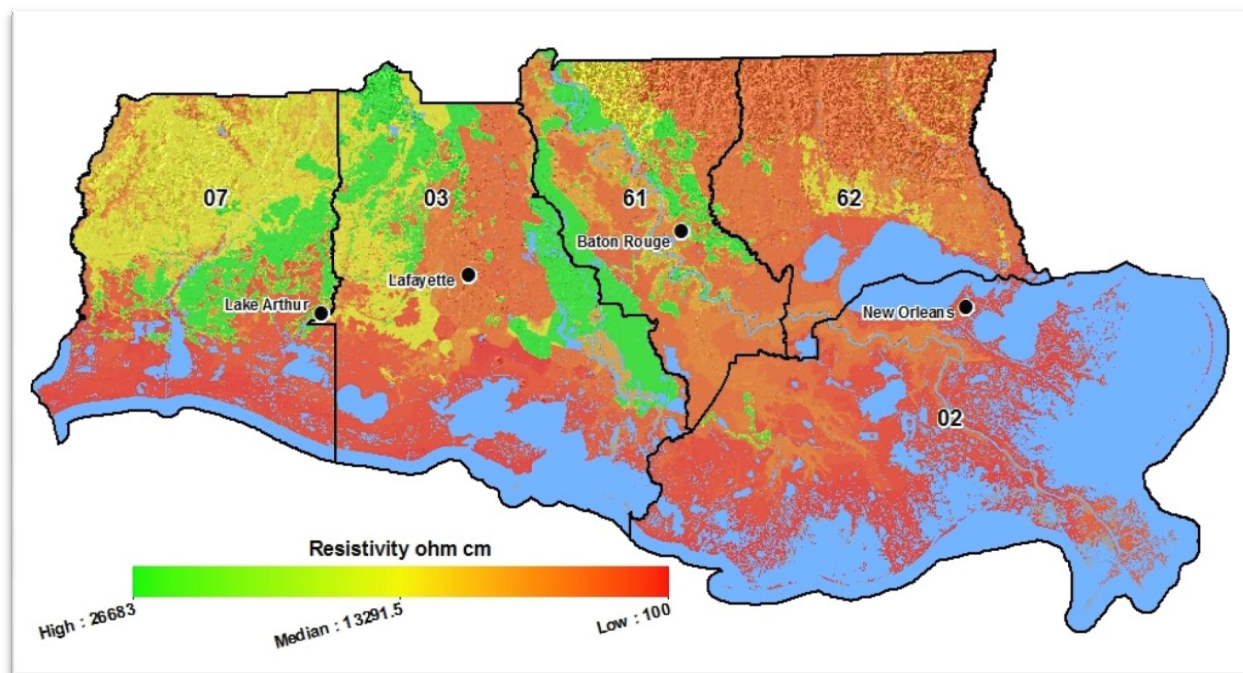 07
03
61
62
Baton Rouge
Lafayette
Lake Arthur
New Orleans
02
Resistivity ohm cm
High : 26683
Median : 13291.5
Low : 100